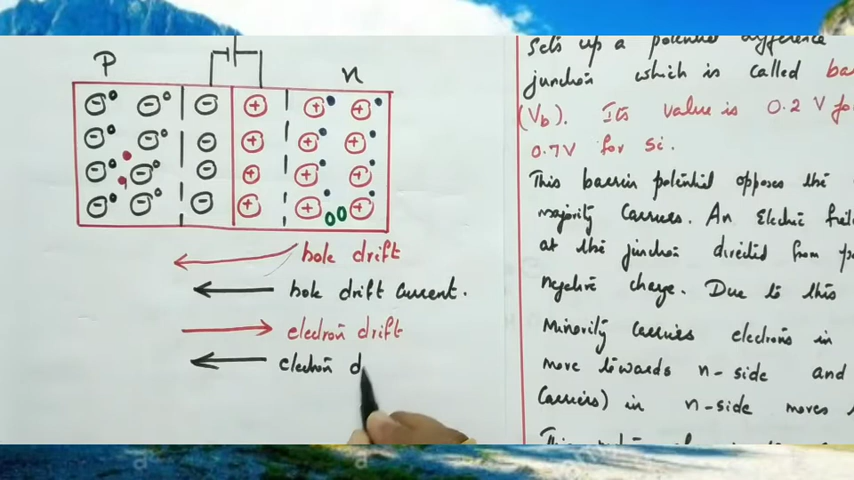 P
n
hole drift
hole drift current.
electron drift
electron d
sets up a potential difference
junction which is called ba
(Vb). Its value is 0.2 V fo
0.7V for Si.
This barrier potential opposes the
majority carriers. An Electric fiel
at the junction directed from po
negative charge. Due to this
Minority carriers electrons in
move towards n-side and
carriers) in n-side moves